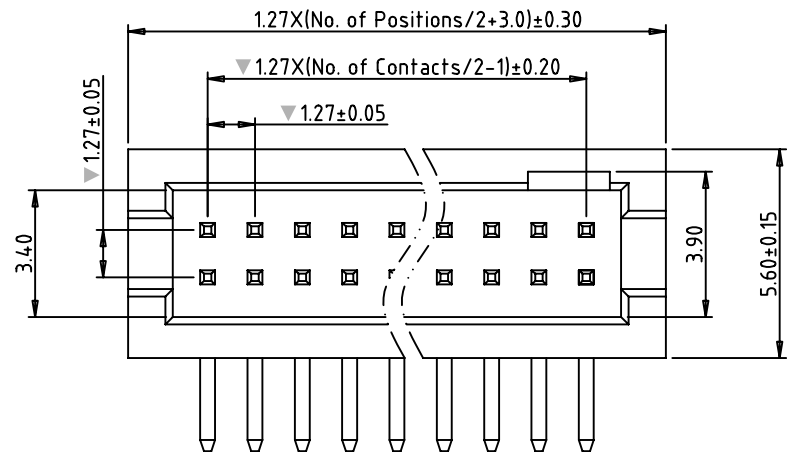 1.27X(No. of Positions/2+3.0)±0.30
▼1.27X(No. of Contacts/2-1)±0.20
▼1.27±0.05
▼1.27±0.05
3.40
3.90
5.60±0.15